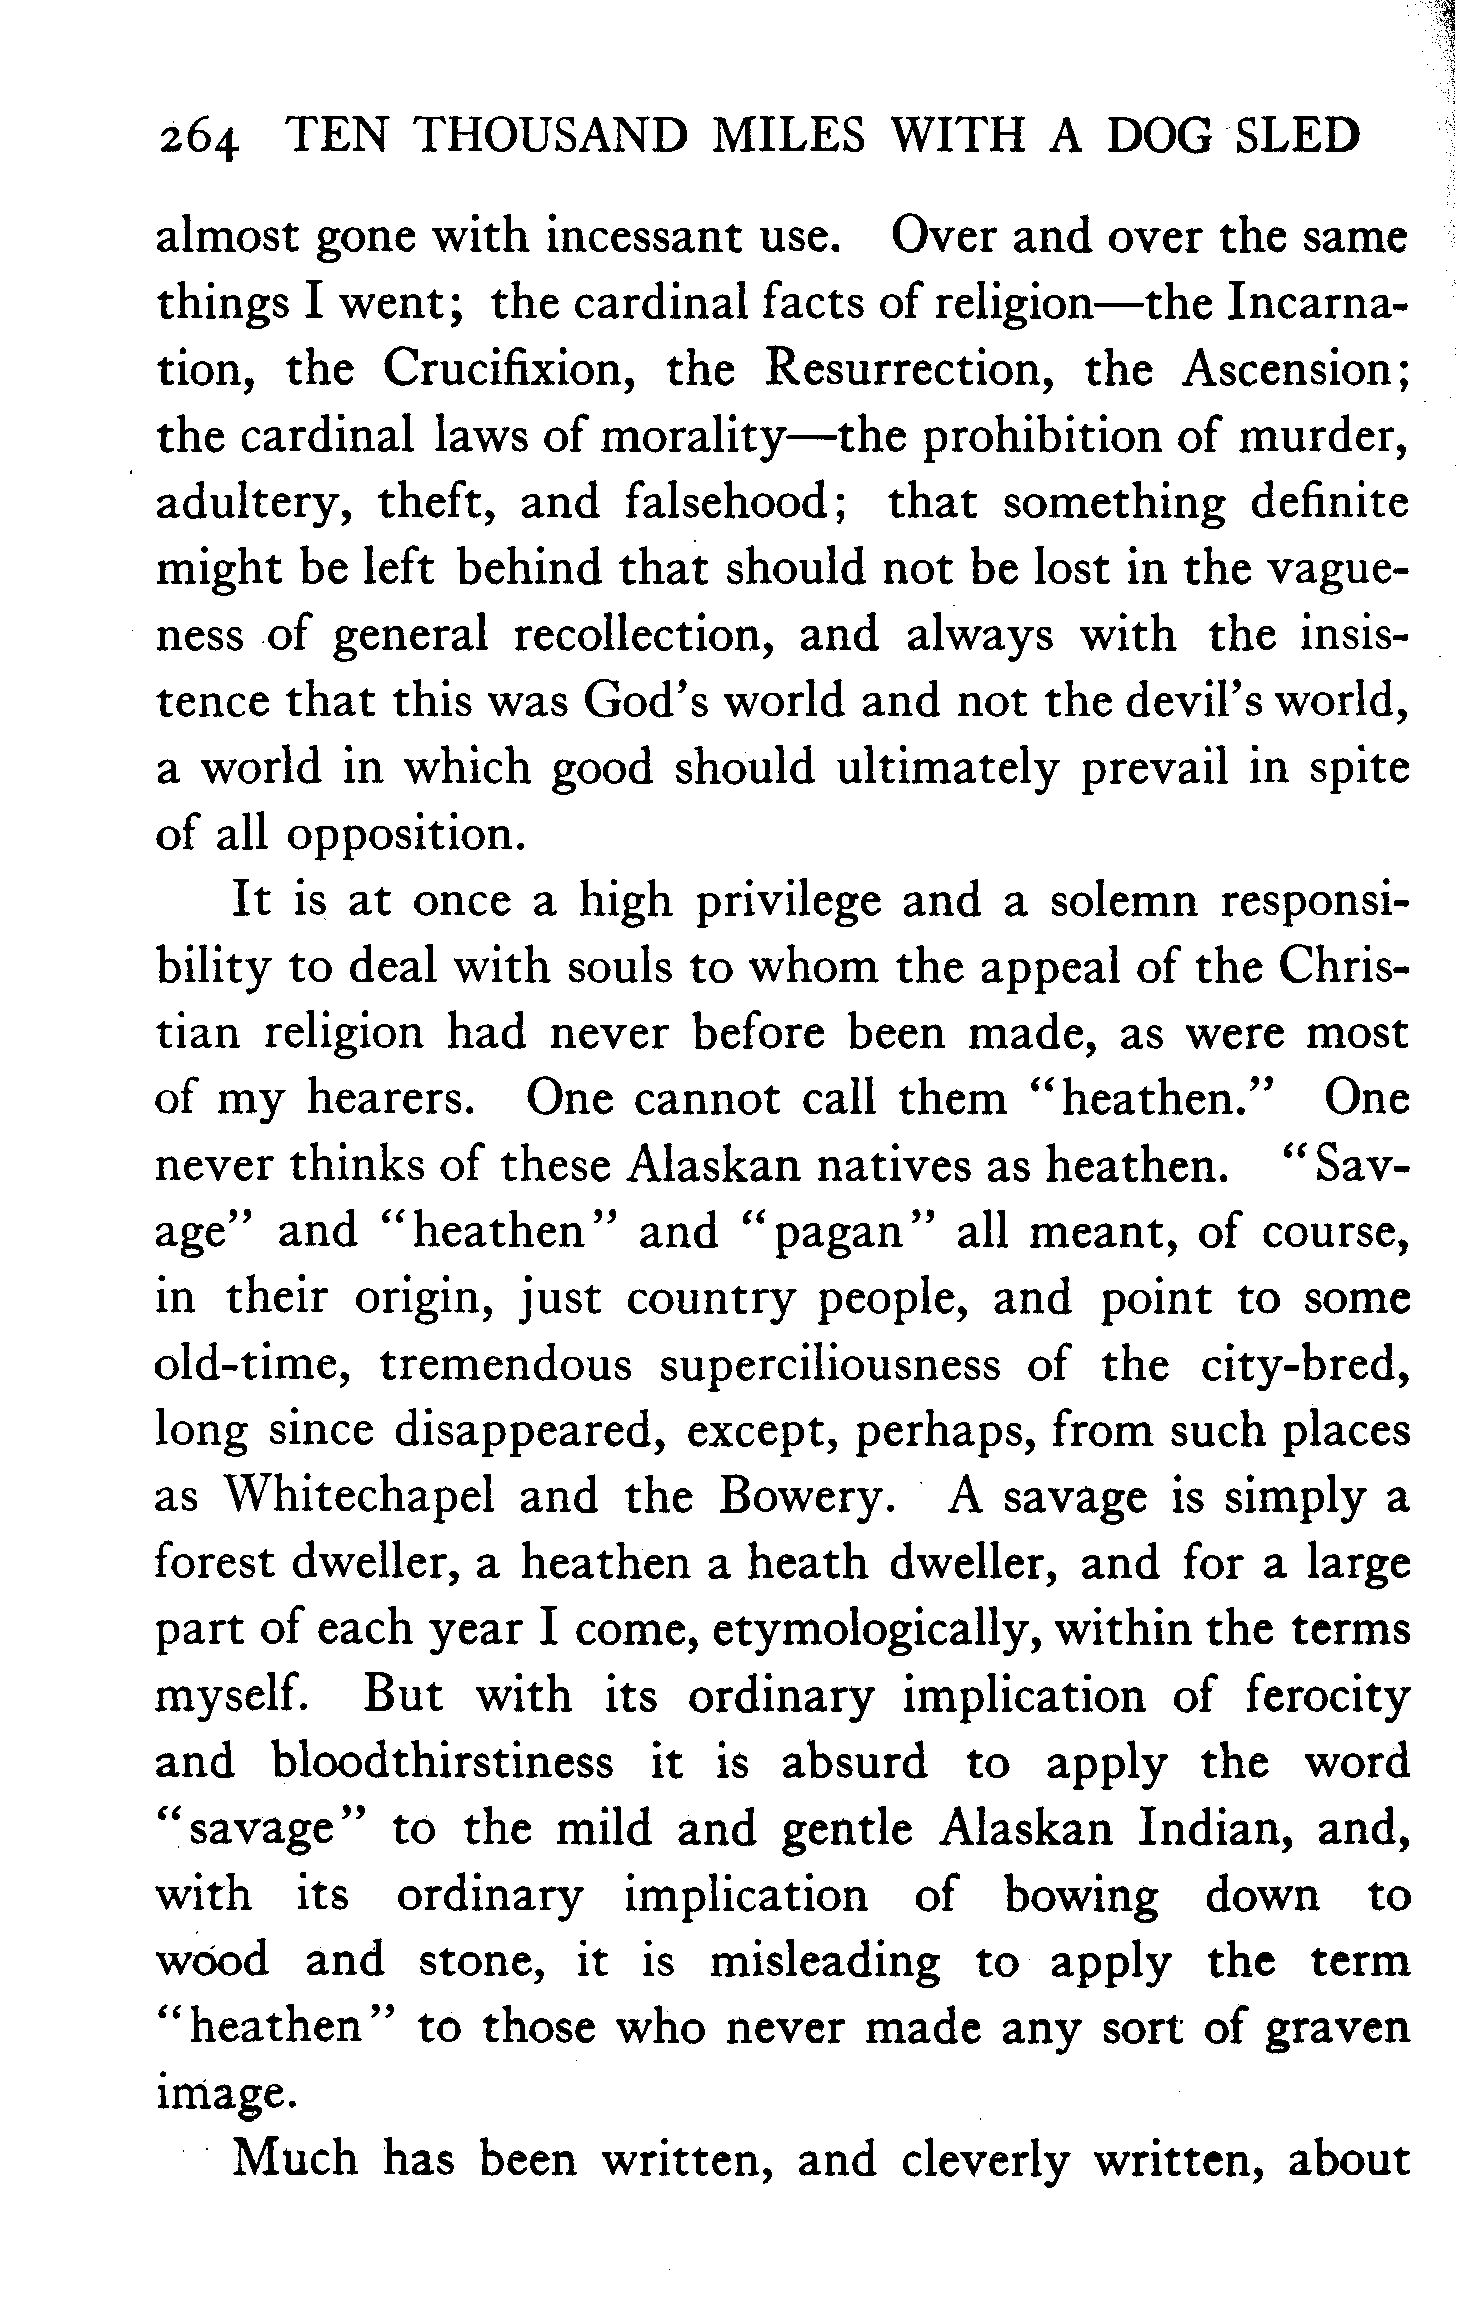 264 TEN THOUSAND MILES WITH A DOG SLED
almost gone with incessant use. Over and over the same
things I went; the cardinal facts of religion—the Incarna-
tion, the Crucifixion, the Resurrection, the Ascension;
the cardinal laws of morality—the prohibition of murder,
adultery, theft, and falsehood; that something definite
might be left behind that should not be lost in the vague-
ness of general recollection, and always with the insis-
tence that this was God's world and not the devil's world,
a world in which good should ultimately prevail in spite
of all opposition.
It is at once a high privilege and a solemn responsi-
bility to deal with souls to whom the appeal of the Chris-
tian religion had never before been made, as were most
of my hearers. One cannot call them "heathen." One
never thinks of these Alaskan natives as heathen. "Sav-
age" and "heathen" and "pagan" all meant, of course,
in their origin, just country people, and point to some
old-time, tremendous superciliousness of the city-bred,
long since disappeared, except, perhaps, from such places
as Whitechapel and the Bowery. A savage is simply a
forest dweller, a heathen a heath dweller, and for a large
part of each year I come, etymologically, within the terms
myself. But with its ordinary implication of ferocity
and bloodthirstiness it is absurd to apply the word
"savage" to the mild and gentle Alaskan Indian, and,
with its ordinary implication of bowing down to
wood and stone, it is misleading to apply the term
"heathen" to those who never made any sort of graven
image.
Much has been written, and cleverly written, about